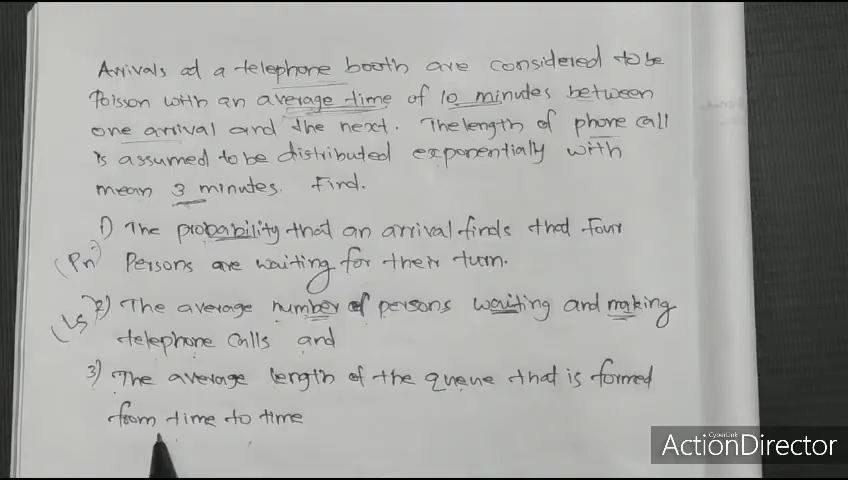 Arrivals at a telephone booth are considered to be
Poisson with an average time of 10 minutes between
one arrival and the next. The length of phone call
is assumed to be distributed exponentially with
mean 3 minutes. Find.
1) The probability that an arrival finds that four
(Pn) Persons are waiting for their turn.
2) The average number of persons waiting and making
(Ls) telephone calls and
3) The average length of the queue that is formed
from time to time
CyberLink
ActionDirector